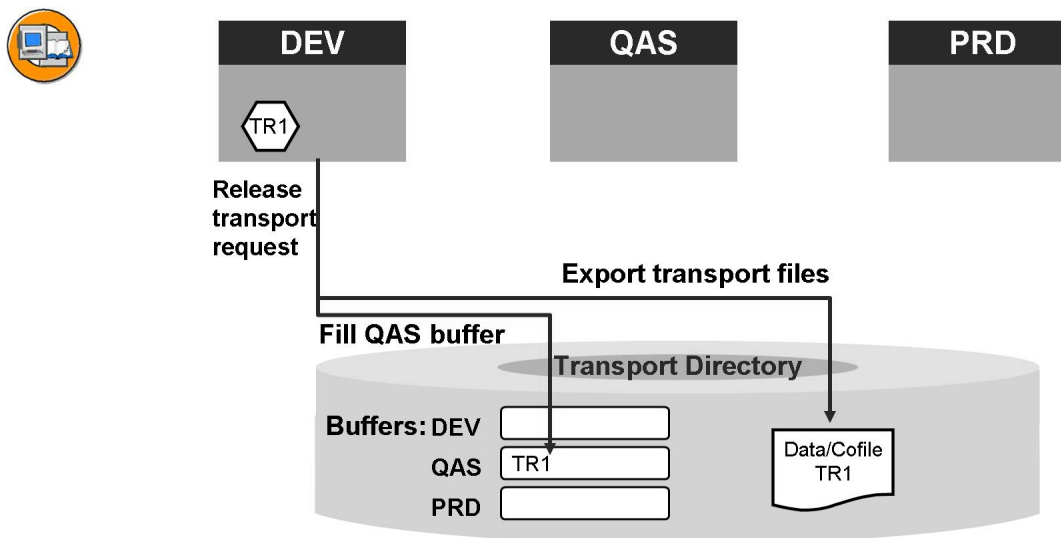 DEV
QAS
PRD
TR1
Release
transport
request
Export transport files
Fill QAS buffer
Transport Directory
Buffers: DEV
QAS
TR1
PRD
Data/Cofile
TR1